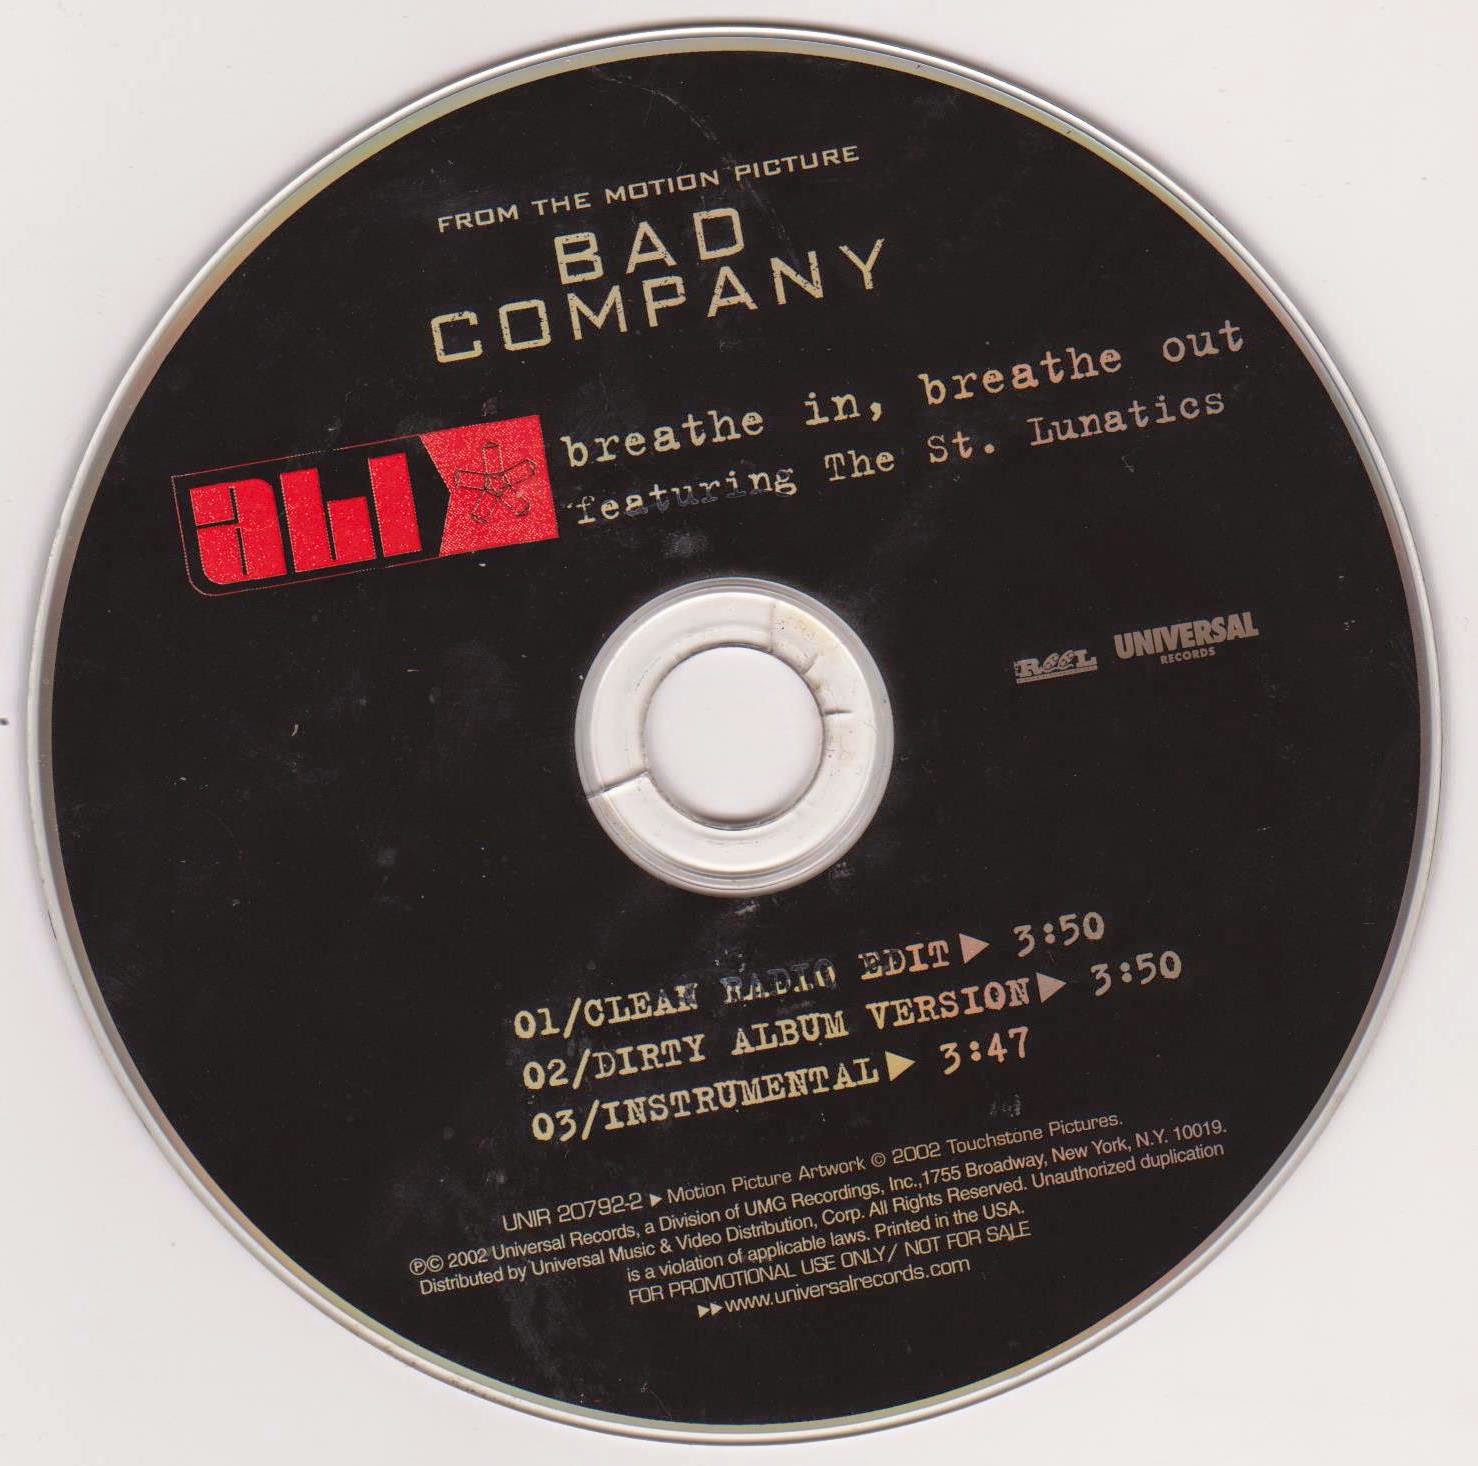 FROM THE MOTION PICTURE
BAD
COMPANY
ali
breathe in, breathe out
featuring The St. Lunatics
REEL
UNIVERSAL
RECORDS
01/CLEAN RADIO EDIT▶ 3:50
02/DIRTY ALBUM VERSION▶ 3:50
03/INSTRUMENTAL▶ 3:47
UNIR 20792-2 ▶ Motion Picture Artwork © 2002 Touchstone Pictures.
℗© 2002 Universal Records, a Division of UMG Recordings, Inc.,1755 Broadway, New York, N.Y. 10019.
Distributed by Universal Music & Video Distribution, Corp. All Rights Reserved. Unauthorized duplication
is a violation of applicable laws. Printed in the USA.
FOR PROMOTIONAL USE ONLY/ NOT FOR SALE
▶▶www.universalrecords.com